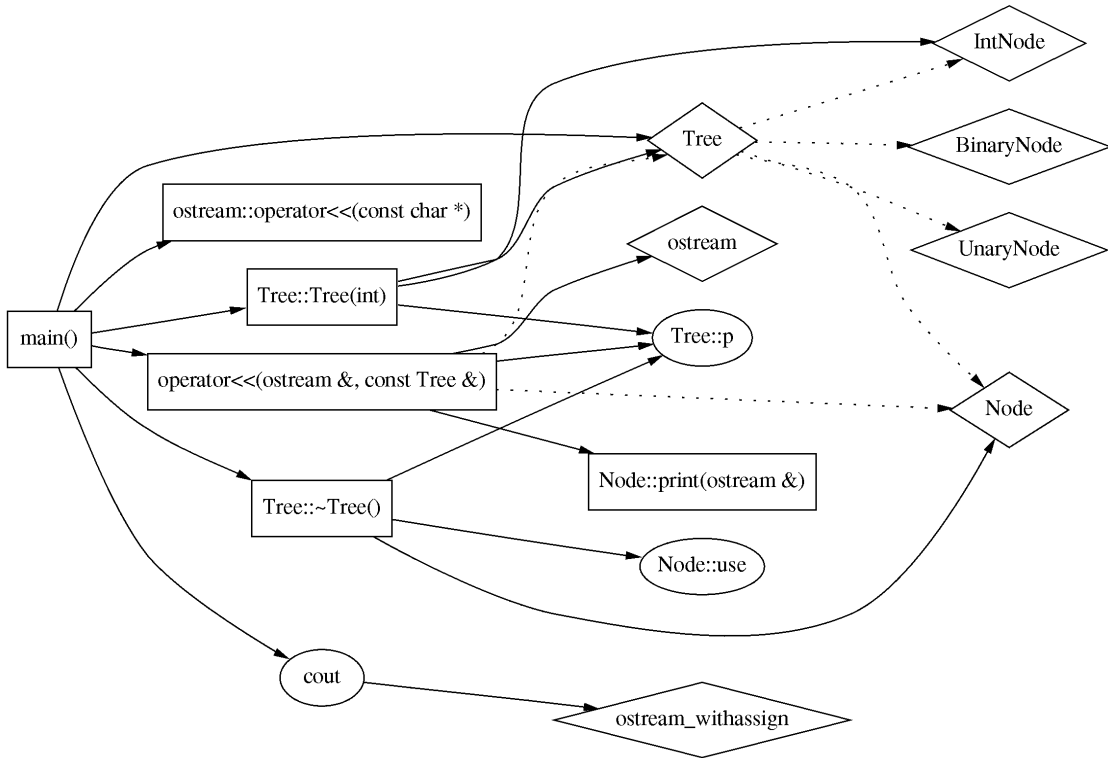 IntNode
Tree
BinaryNode
ostream::operator<<(const char *)
ostream
UnaryNode
Tree::Tree(int)
main()
Tree::p
operator<<(ostream &, const Tree &)
Node
Node::print(ostream &)
Tree::~Tree()
Node::use
cout
ostream_withassign